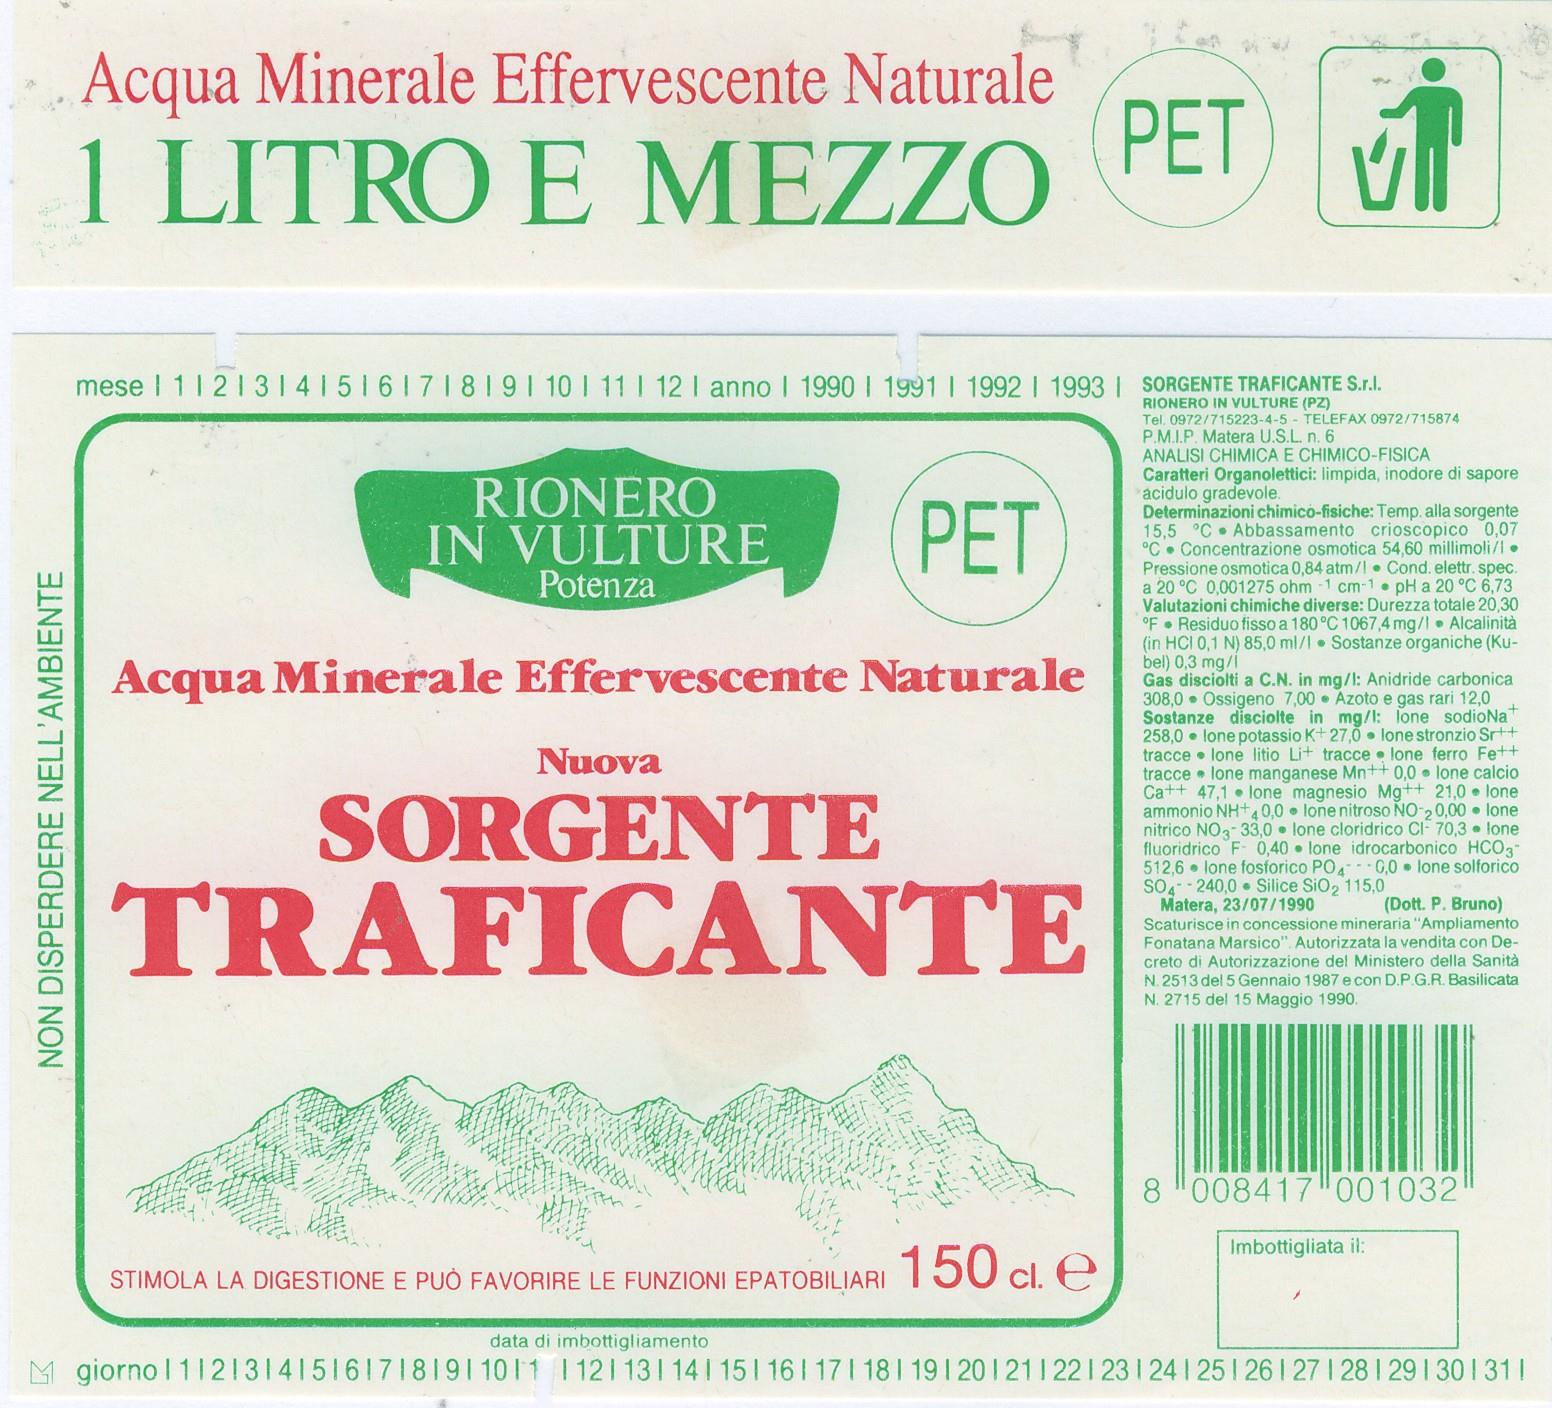 Acqua Minerale Effervescente Naturale
1 LITRO E MEZZO
PET
mese | 1 | 2 | 3 | 4 | 5 | 6 | 7 | 8 | 9 | 10 | 11 | 12 | anno | 1990 | 1991 | 1992 | 1993 |
NON DISPERDERE NELL'AMBIENTE
RIONERO
IN VULTURE
Potenza
PET
Acqua Minerale Effervescente Naturale
Nuova
SORGENTE
TRAFICANTE
STIMOLA LA DIGESTIONE E PUÒ FAVORIRE LE FUNZIONI EPATOBILIARI
150 cl. e
SORGENTE TRAFICANTE S.r.l.
RIONERO IN VULTURE (PZ)
Tel. 0972/715223-4-5 - TELEFAX 0972/715874
P.M.I.P. Matera U.S.L. n. 6
ANALISI CHIMICA E CHIMICO-FISICA
Caratteri Organolettici: limpida, inodore di sapore
acidulo gradevole.
Determinazioni chimico-fisiche: Temp. alla sorgente
15,5 °C • Abbassamento crioscopico 0,07
°C • Concentrazione osmotica 54,60 millimoli/l •
Pressione osmotica 0,84 atm/l • Cond. elettr. spec.
a 20 °C 0,001275 ohm -1 cm-1 • pH a 20 °C 6,73
Valutazioni chimiche diverse: Durezza totale 20,30
°F • Residuo fisso a 180 °C 1067,4 mg/l • Alcalinità
(in HCl 0,1 N) 85,0 ml/l • Sostanze organiche (Ku-
bel) 0,3 mg/l
Gas disciolti a C.N. in mg/l: Anidride carbonica
308,0 • Ossigeno 7,00 • Azoto e gas rari 12,0
Sostanze disciolte in mg/l: Ione sodioNa+
258,0 • Ione potassio K+ 27,0 • Ione stronzio Sr++
tracce • Ione litio Li+ tracce • Ione ferro Fe++
tracce • Ione manganese Mn++ 0,0 • Ione calcio
Ca++ 47,1 • Ione magnesio Mg++ 21,0 • Ione
ammonio NH+4 0,0 • Ione nitroso NO-2 0,00 • Ione
nitrico NO3- 33,0 • Ione cloridrico Cl- 70,3 • Ione
fluoridrico F- 0,40 • Ione idrocarbonico HCO3-
512,6 • Ione fosforico PO4--- 0,0 • Ione solforico
SO4-- 240,0 • Silice SiO2 115,0
Matera, 23/07/1990 (Dott. P. Bruno)
Scaturisce in concessione mineraria "Ampliamento
Fonatana Marsico". Autorizzata la vendita con De-
creto di Autorizzazione del Ministero della Sanità
N. 2513 del 5 Gennaio 1987 e con D.P.G.R. Basilicata
N. 2715 del 15 Maggio 1990.
8 008417 001032
Imbottigliata il:
data di imbottigliamento
giorno | 1 | 2 | 3 | 4 | 5 | 6 | 7 | 8 | 9 | 10 | 1 | 12 | 13 | 14 | 15 | 16 | 17 | 18 | 19 | 20 | 21 | 22 | 23 | 24 | 25 | 26 | 27 | 28 | 29 | 30 | 31 |